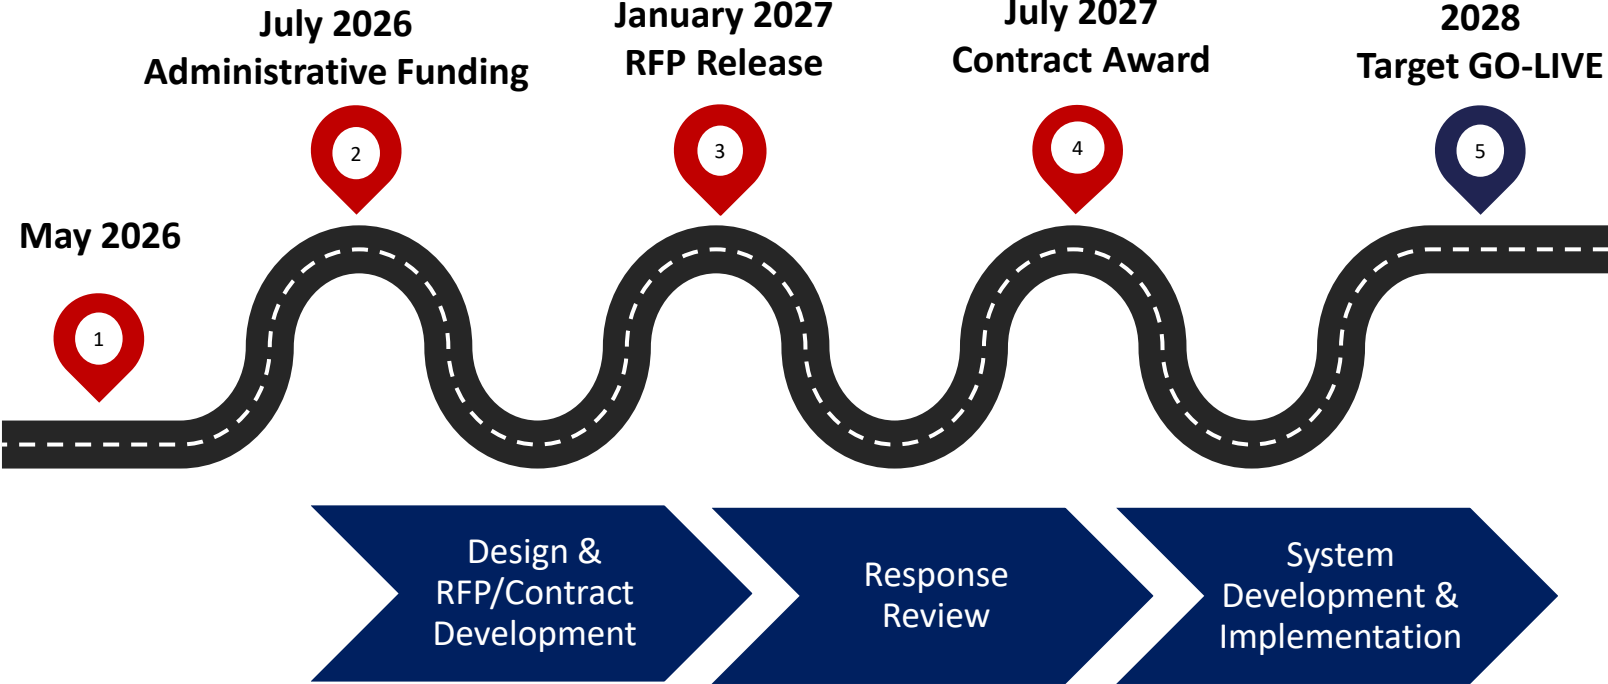 July 2026
Administrative Funding
January 2027
RFP Release
July 2027
Contract Award
2028
Target GO-LIVE
2
3
4
5
May 2026
1
Design &
RFP/Contract
Development
Response
Review
System
Development &
Implementation